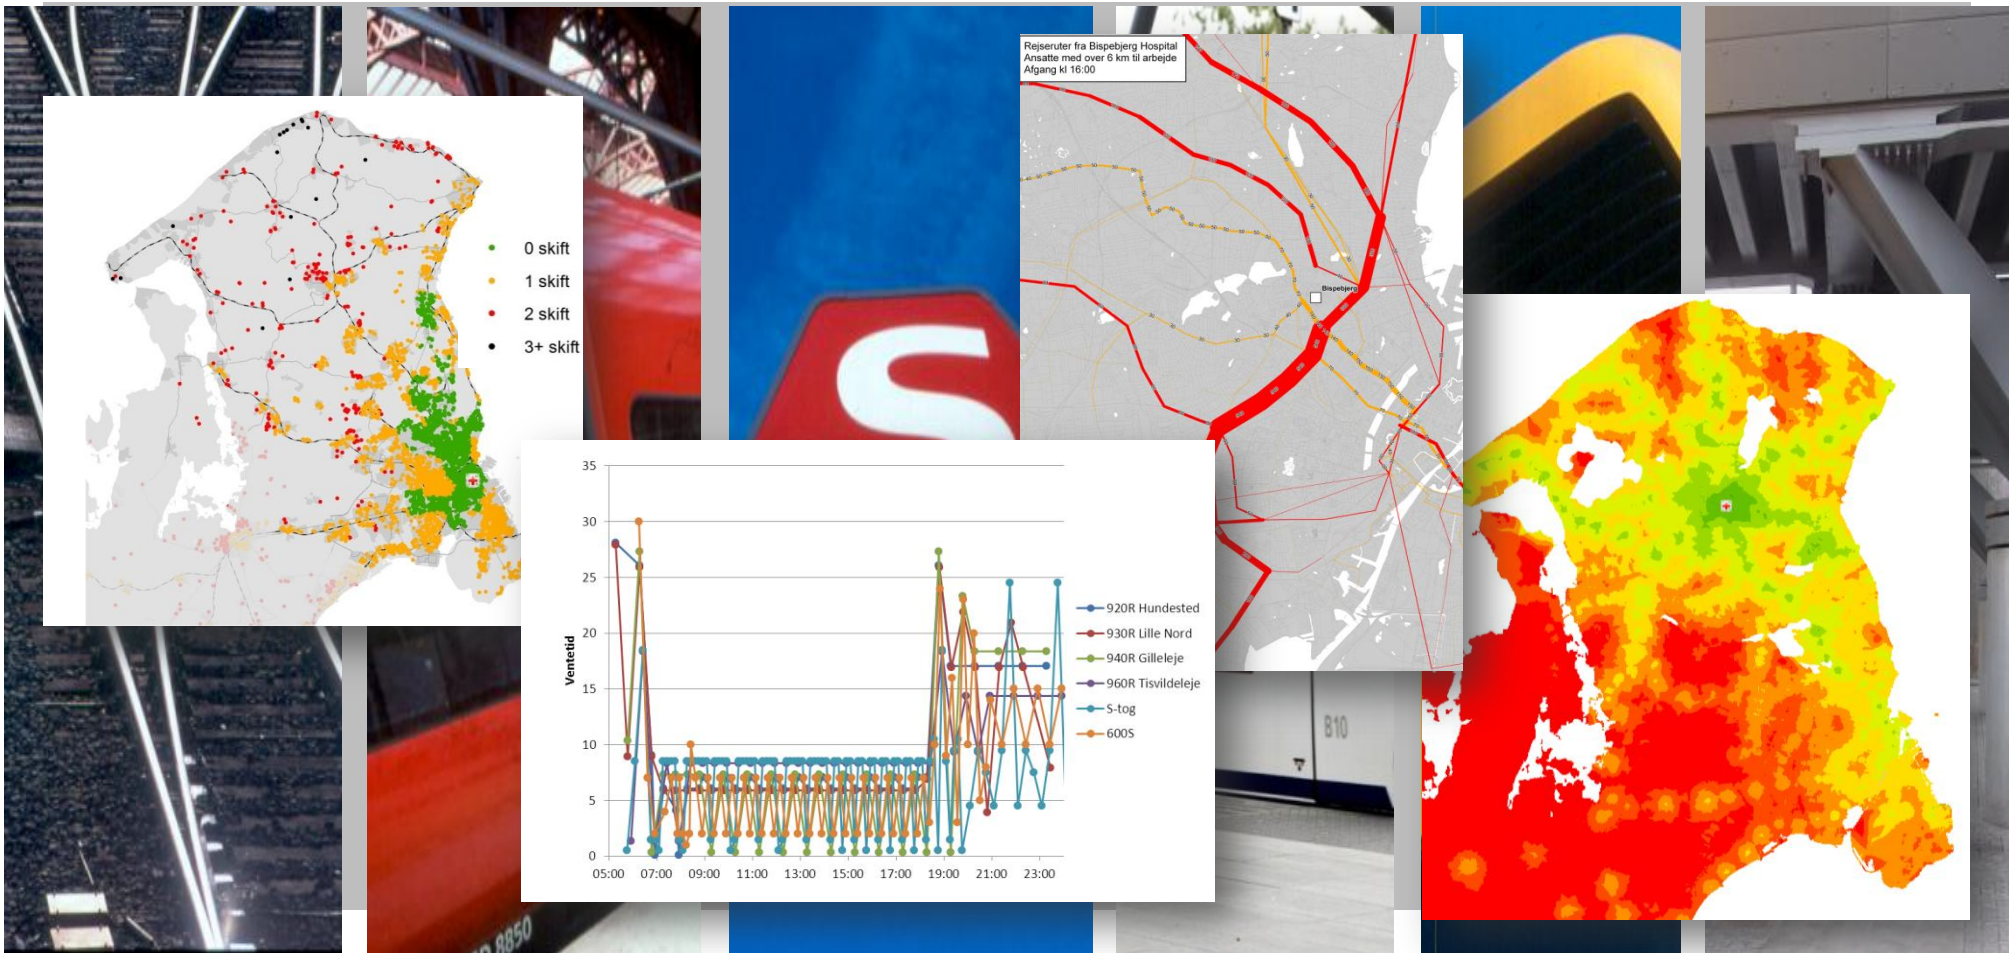 Rejseruter fra Bispebjerg Hospital
Ansatte med over 6 km til arbejde
Afgang kl 16:00
0 skift
1 skift
2 skift
3+ skift
S
Bispebjerg
B10
8850
35
30
25
20
15
10
5
0
Ventetid
05:00 07:00 09:00 11:00 13:00 15:00 17:00 19:00 21:00 23:00
920R Hundested
930R Lille Nord
940R Gilleleje
960R Tisvildeleje
S-tog
600S